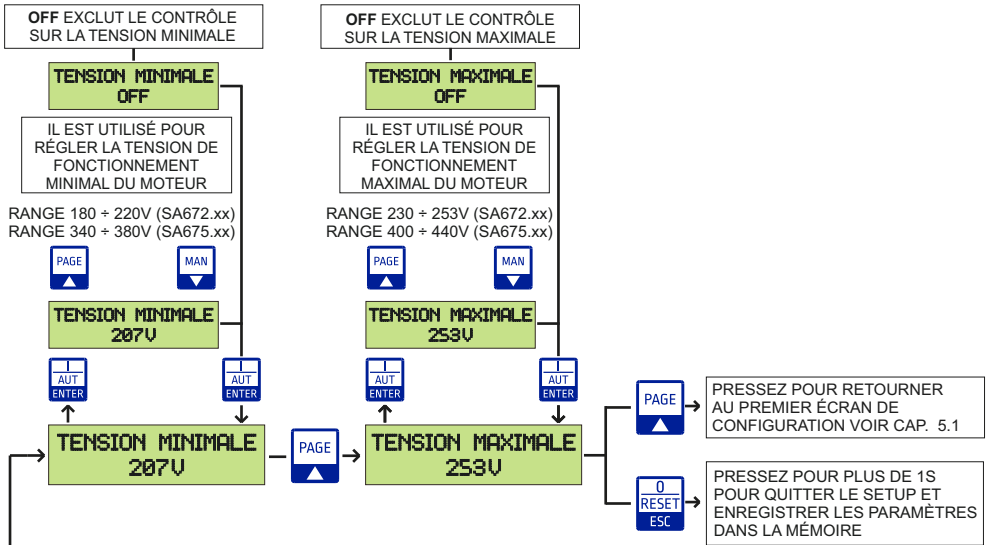 OFF EXCLUT LE CONTRÔLE
SUR LA TENSION MINIMALE
TENSION MINIMALE
OFF
IL EST UTILISÉ POUR
RÉGLER LA TENSION DE
FONCTIONNEMENT
MINIMAL DU MOTEUR
RANGE 180 ÷ 220V (SA672.xx)
RANGE 340 ÷ 380V (SA675.xx)
PAGE
MAN
TENSION MINIMALE
207V
I
AUT
ENTER
I
AUT
ENTER
TENSION MINIMALE
207V
PAGE
OFF EXCLUT LE CONTRÔLE
SUR LA TENSION MAXIMALE
TENSION MAXIMALE
OFF
IL EST UTILISÉ POUR
RÉGLER LA TENSION DE
FONCTIONNEMENT
MAXIMAL DU MOTEUR
RANGE 230 ÷ 253V (SA672.xx)
RANGE 400 ÷ 440V (SA675.xx)
PAGE
MAN
TENSION MAXIMALE
253V
I
AUT
ENTER
I
AUT
ENTER
TENSION MAXIMALE
253V
PAGE
PRESSEZ POUR RETOURNER
AU PREMIER ÉCRAN DE
CONFIGURATION VOIR CAP. 5.1
0
RESET
ESC
PRESSEZ POUR PLUS DE 1S
POUR QUITTER LE SETUP ET
ENREGISTRER LES PARAMÈTRES
DANS LA MÉMOIRE